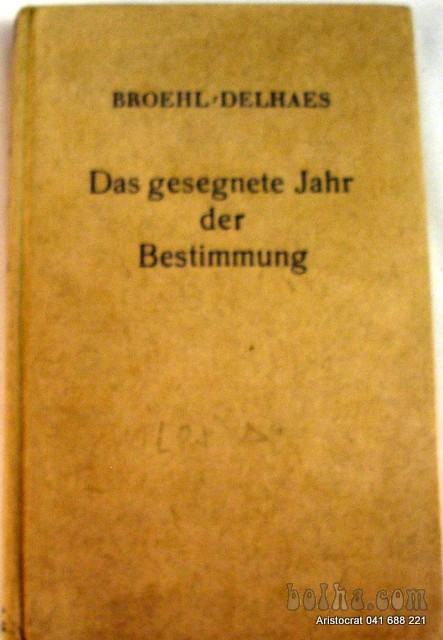 BROEHL-DELHAES
Das gesegnete Jahr
der
Bestimmung
bolha.com
Aristocrat 041 688 221